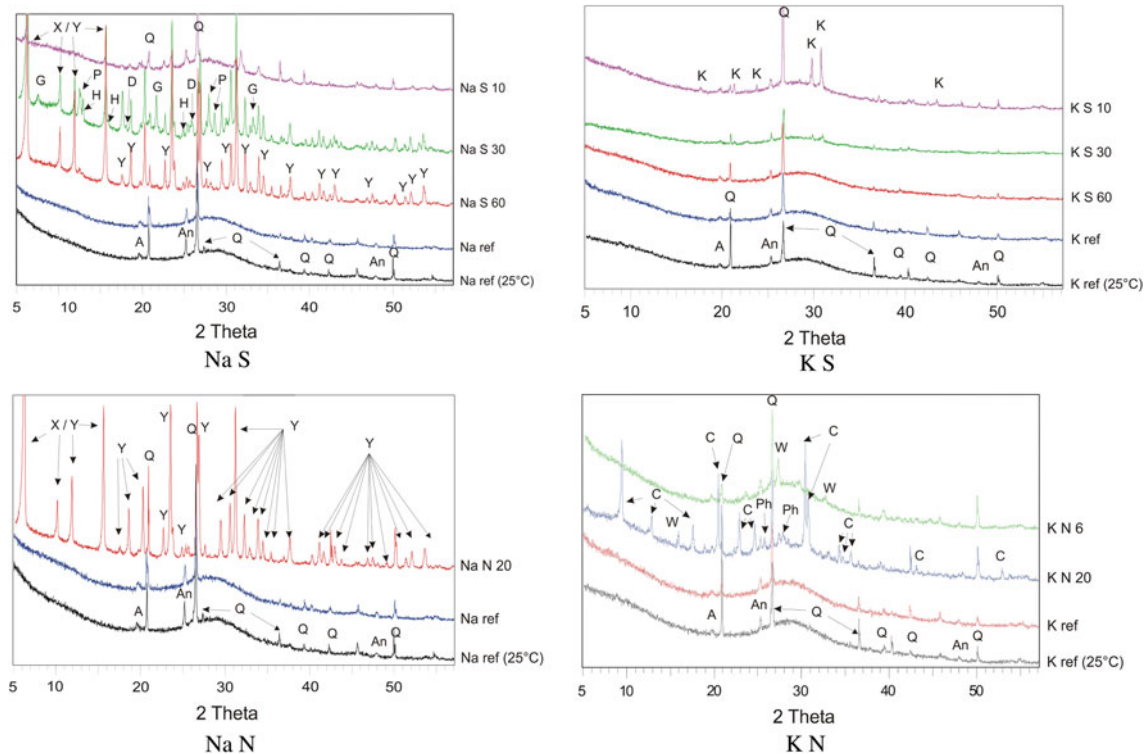 X / Y
Q
Q
G
P
H
H
D
G
H
D
P
G
Na S 10
Na S 30
Y
Y
Y
Y
Y
Y
Y
Y
Y
Y
Y
Y
Y
Na S 60
Na ref
A
An
Q
Q
Q
An
Q
Na ref (25°C)
5 10 20 30 40 50
2 Theta
Na S
Q
K
K
K
K
K
K
K S 10
K S 30
K S 60
Q
K ref
A
An
Q
Q
Q
An
Q
K ref (25°C)
5 10 20 30 40 50
2 Theta
K S
X / Y
Y
Q
Y
Y
Q
Y
Y
Y
Na N 20
Na ref
A
An
Q
Q
Q
An
Q
Na ref (25°C)
5 10 20 30 40 50
2 Theta
Na N
Q
C
Q
W
C
W
K N 6
C
W
C
Ph
Ph
C
C
C
K N 20
K ref
A
An
Q
Q
Q
An
Q
K ref (25°C)
5 10 20 30 40 50
2 Theta
K N